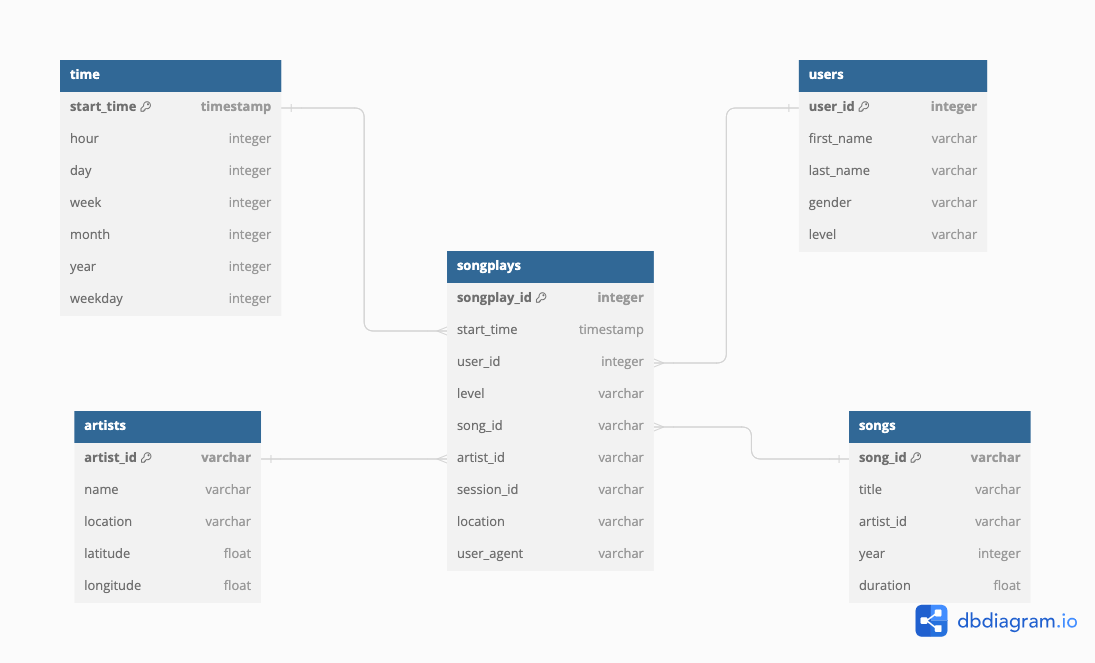 time
start_time timestamp
hour integer
day integer
week integer
month integer
year integer
weekday integer
users
user_id integer
first_name varchar
last_name varchar
gender varchar
level varchar
songplays
songplay_id integer
start_time timestamp
user_id integer
level varchar
song_id varchar
artist_id varchar
session_id varchar
location varchar
user_agent varchar
artists
artist_id varchar
name varchar
location varchar
latitude float
longitude float
songs
song_id varchar
title varchar
artist_id varchar
year integer
duration float
dbdiagram.io